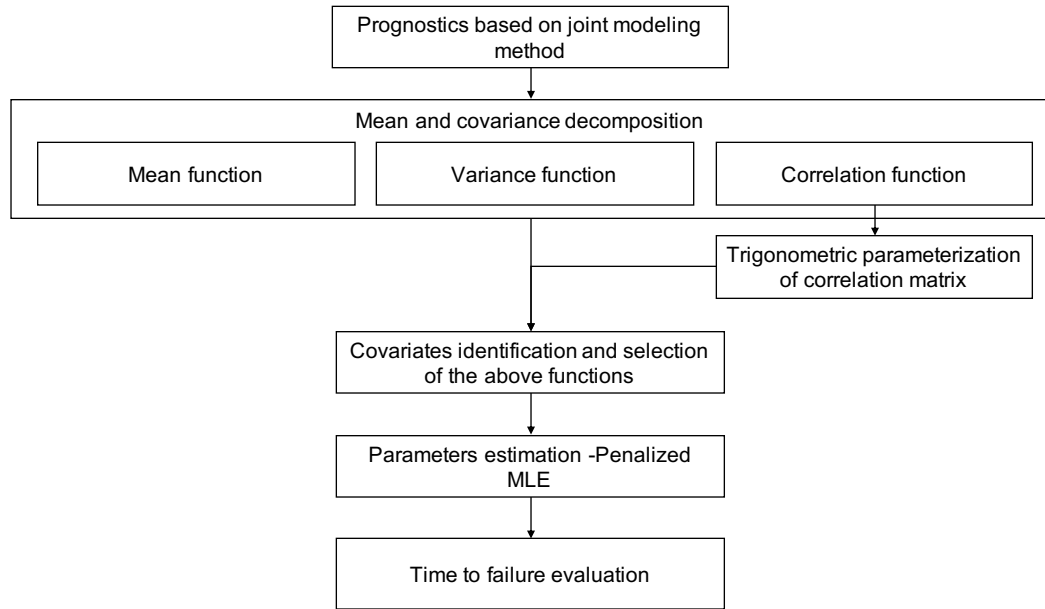 Prognostics based on joint modeling
method
Mean and covariance decomposition
Mean function
Variance function
Correlation function
Trigonometric parameterization
of correlation matrix
Covariates identification and selection
of the above functions
Parameters estimation -Penalized
MLE
Time to failure evaluation